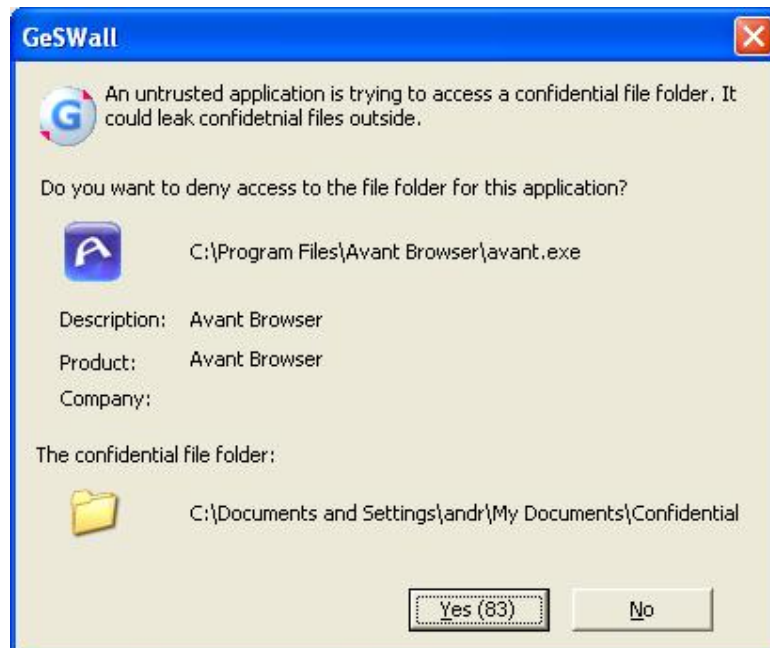 GeSWall
An untrusted application is trying to access a confidential file folder. It
could leak confidetnial files outside.
Do you want to deny access to the file folder for this application?
C:\Program Files\Avant Browser\avant.exe
Description: Avant Browser
Product: Avant Browser
Company:
The confidential file folder:
C:\Documents and Settings\andr\My Documents\Confidential
Yes (83) No